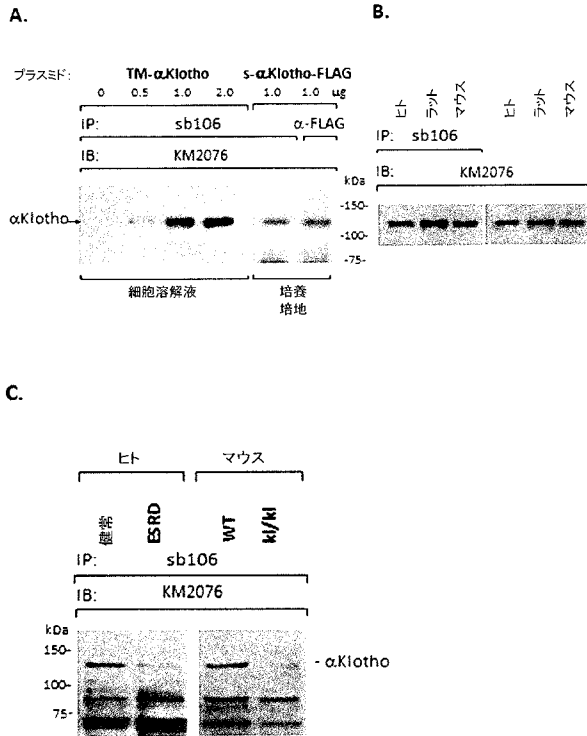 A.
プラスミド:
TM-αKlotho
s-αKlotho-FLAG
0 0.5 1.0 2.0 1.0 1.0 ug
IP: sb106 α-FLAG
IB: KM2076
kDa
αKlotho
-150-
-100-
-75-
細胞溶解液
培養
培地
B.
ヒト ラット マウス ヒト ラット マウス
IP: sb106
IB: KM2076
C.
ヒト マウス
健常 ESRD WT kl/kl
IP: sb106
IB: KM2076
kDa
150-
- αKlotho
100-
75-